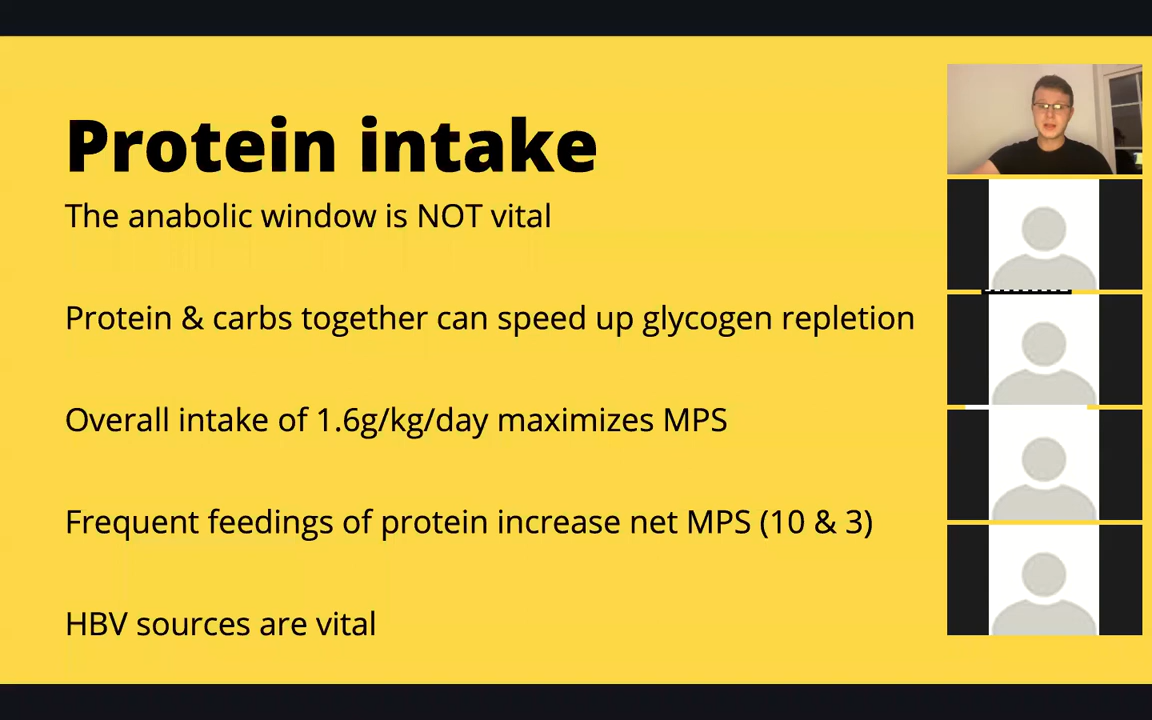 Protein intake
The anabolic window is NOT vital
Protein & carbs together can speed up glycogen repletion
Overall intake of 1.6g/kg/day maximizes MPS
Frequent feedings of protein increase net MPS (10 & 3)
HBV sources are vital